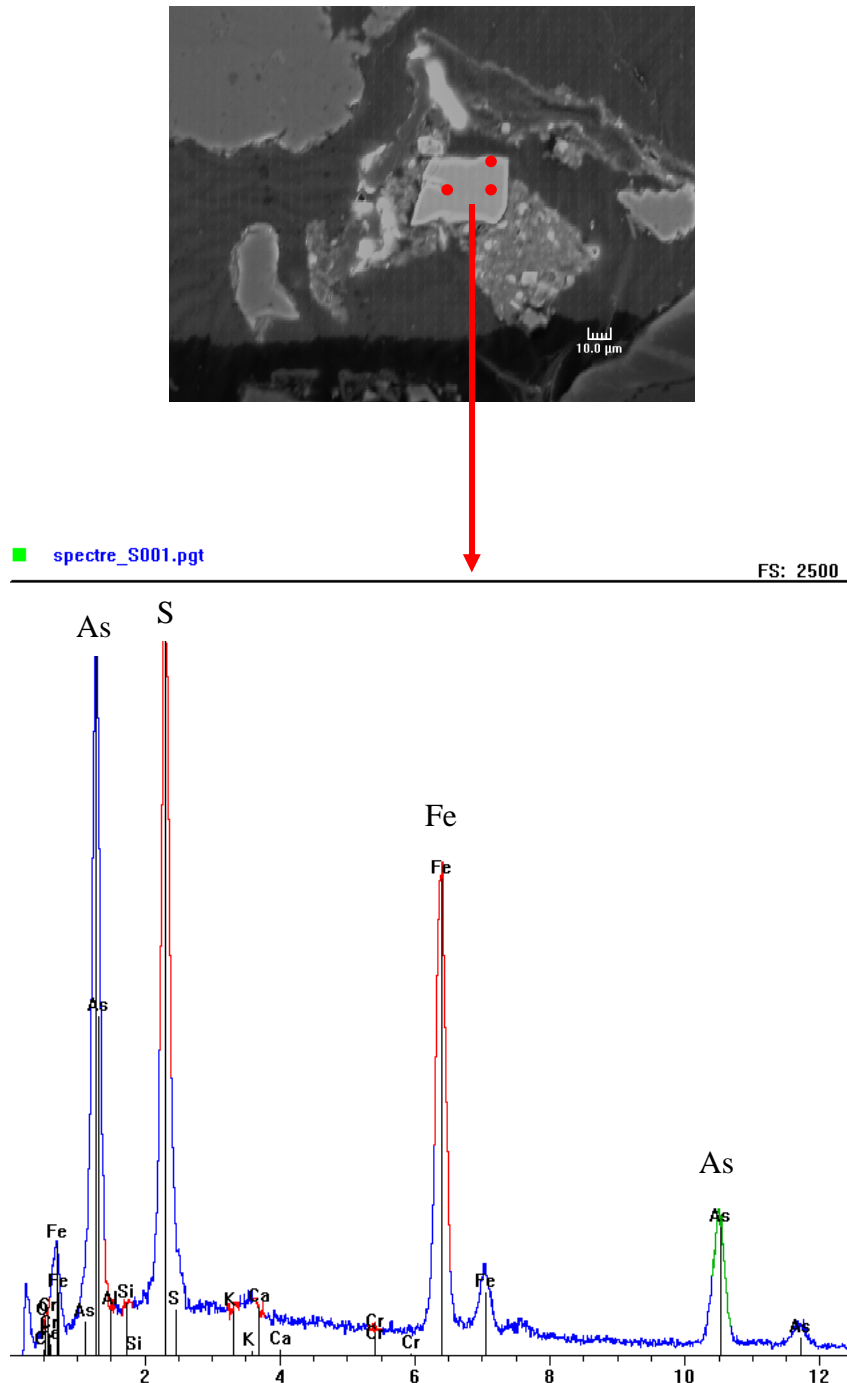 10.0 µm
spectre_S001.pgt
FS: 2500
As
S
Fe
As
Fe
As
As
Fe
Fe
As
Al
Si
Si
S
K
K
Ca
Ca
Cr
Cr
Cr
Fe
As
2
4
6
8
10
12